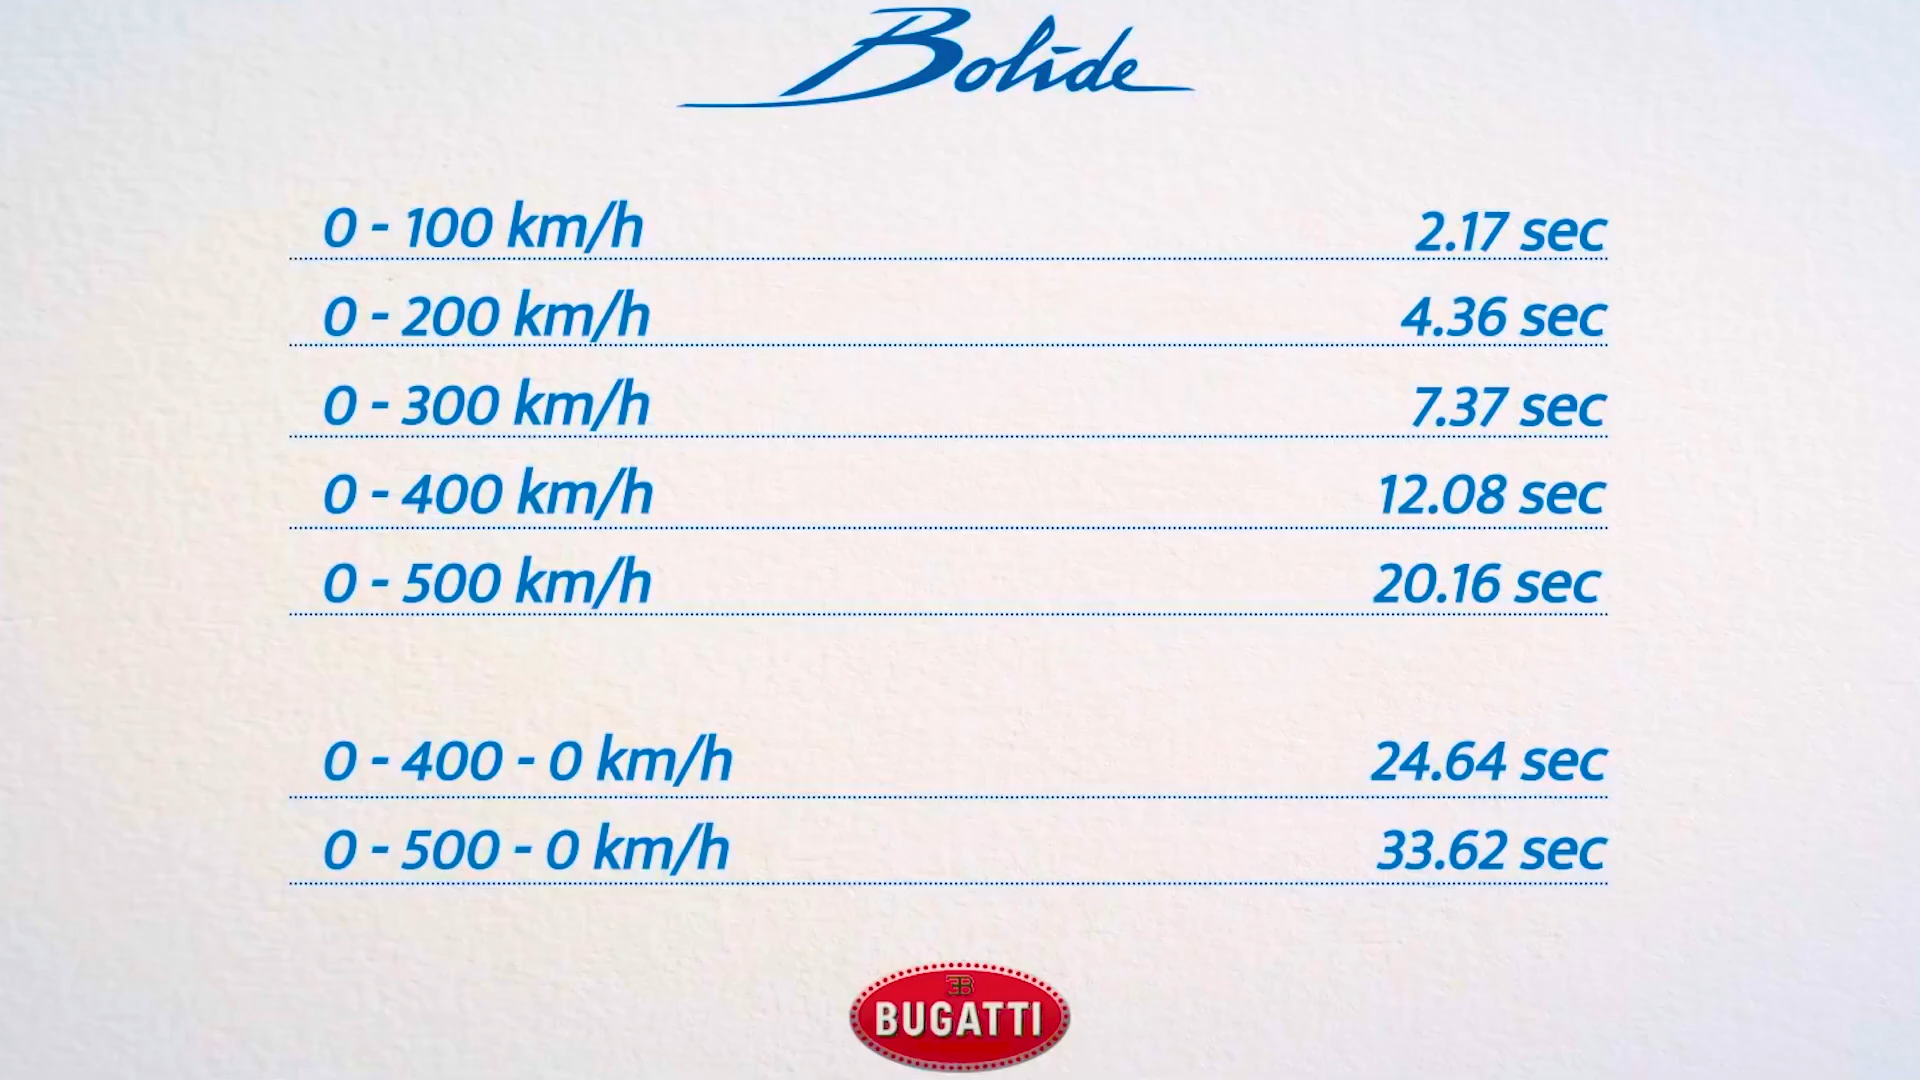 Bolide
0 - 100 km/h 2.17 sec
0 - 200 km/h 4.36 sec
0 - 300 km/h 7.37 sec
0 - 400 km/h 12.08 sec
0 - 500 km/h 20.16 sec
0 - 400 - 0 km/h 24.64 sec
0 - 500 - 0 km/h 33.62 sec
EB
BUGATTI